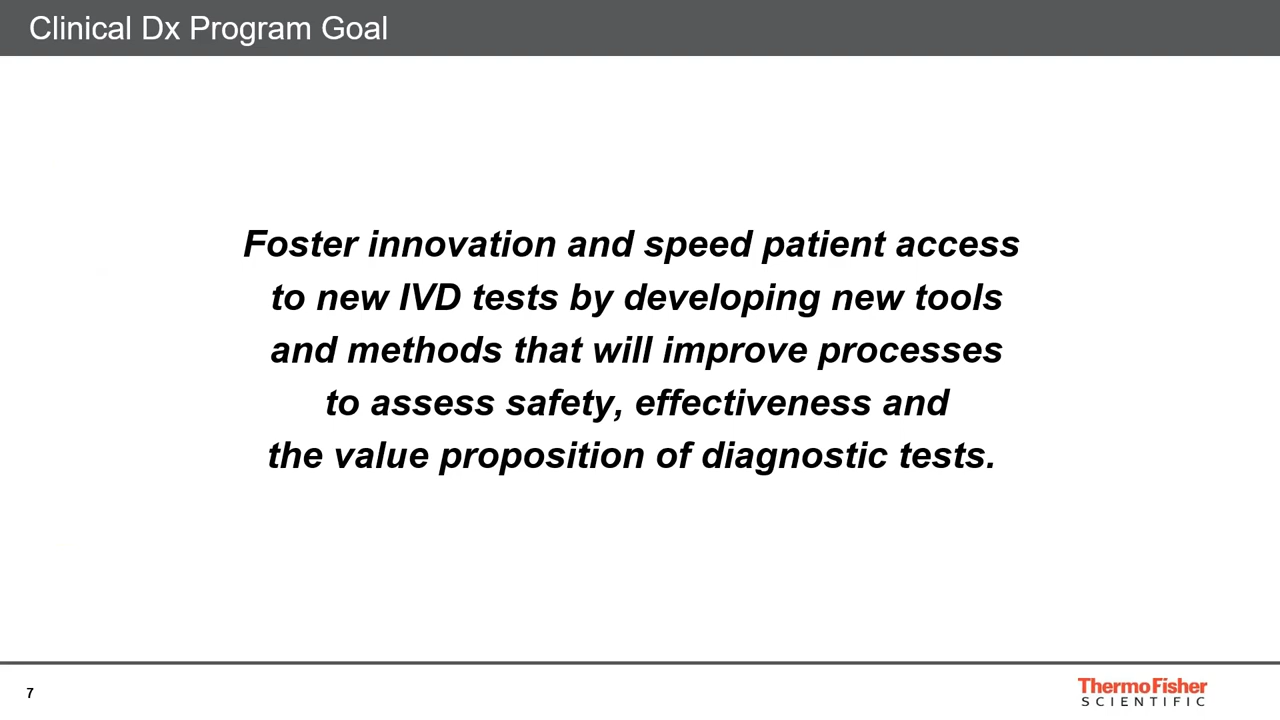 Clinical Dx Program Goal
Foster innovation and speed patient access
to new IVD tests by developing new tools
and methods that will improve processes
to assess safety, effectiveness and
the value proposition of diagnostic tests.
7
ThermoFisher
SCIENTIFIC